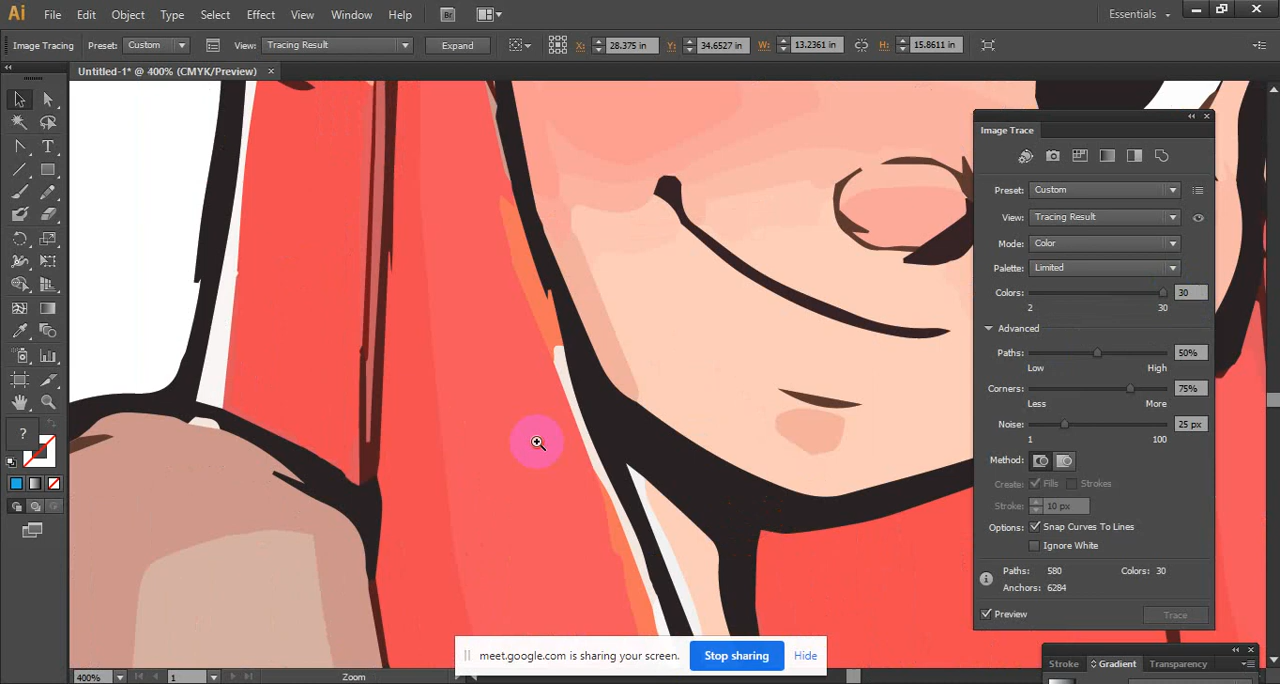 Ai File Edit Object Type Select Effect View Window Help Br Essentials
Image Tracing Preset: Custom View: Tracing Result Expand X: 28.375 in Y: 34.6527 in W: 13.2361 in H: 15.8611 in
Untitled-1* @ 400% (CMYK/Preview)
Image Trace
Preset: Custom
View: Tracing Result
Mode: Color
Palette: Limited
Colors: 30
2 30
Advanced
Paths: 50%
Low High
Corners: 75%
Less More
Noise: 25 px
1 100
Method:
Create: Fills Strokes
Stroke: 10 px
Options: Snap Curves To Lines
Ignore White
Paths: 580 Colors: 30
Anchors: 6284
Preview Trace
meet.google.com is sharing your screen. Stop sharing Hide
Stroke Gradient Transparency
400% 1 Zoom